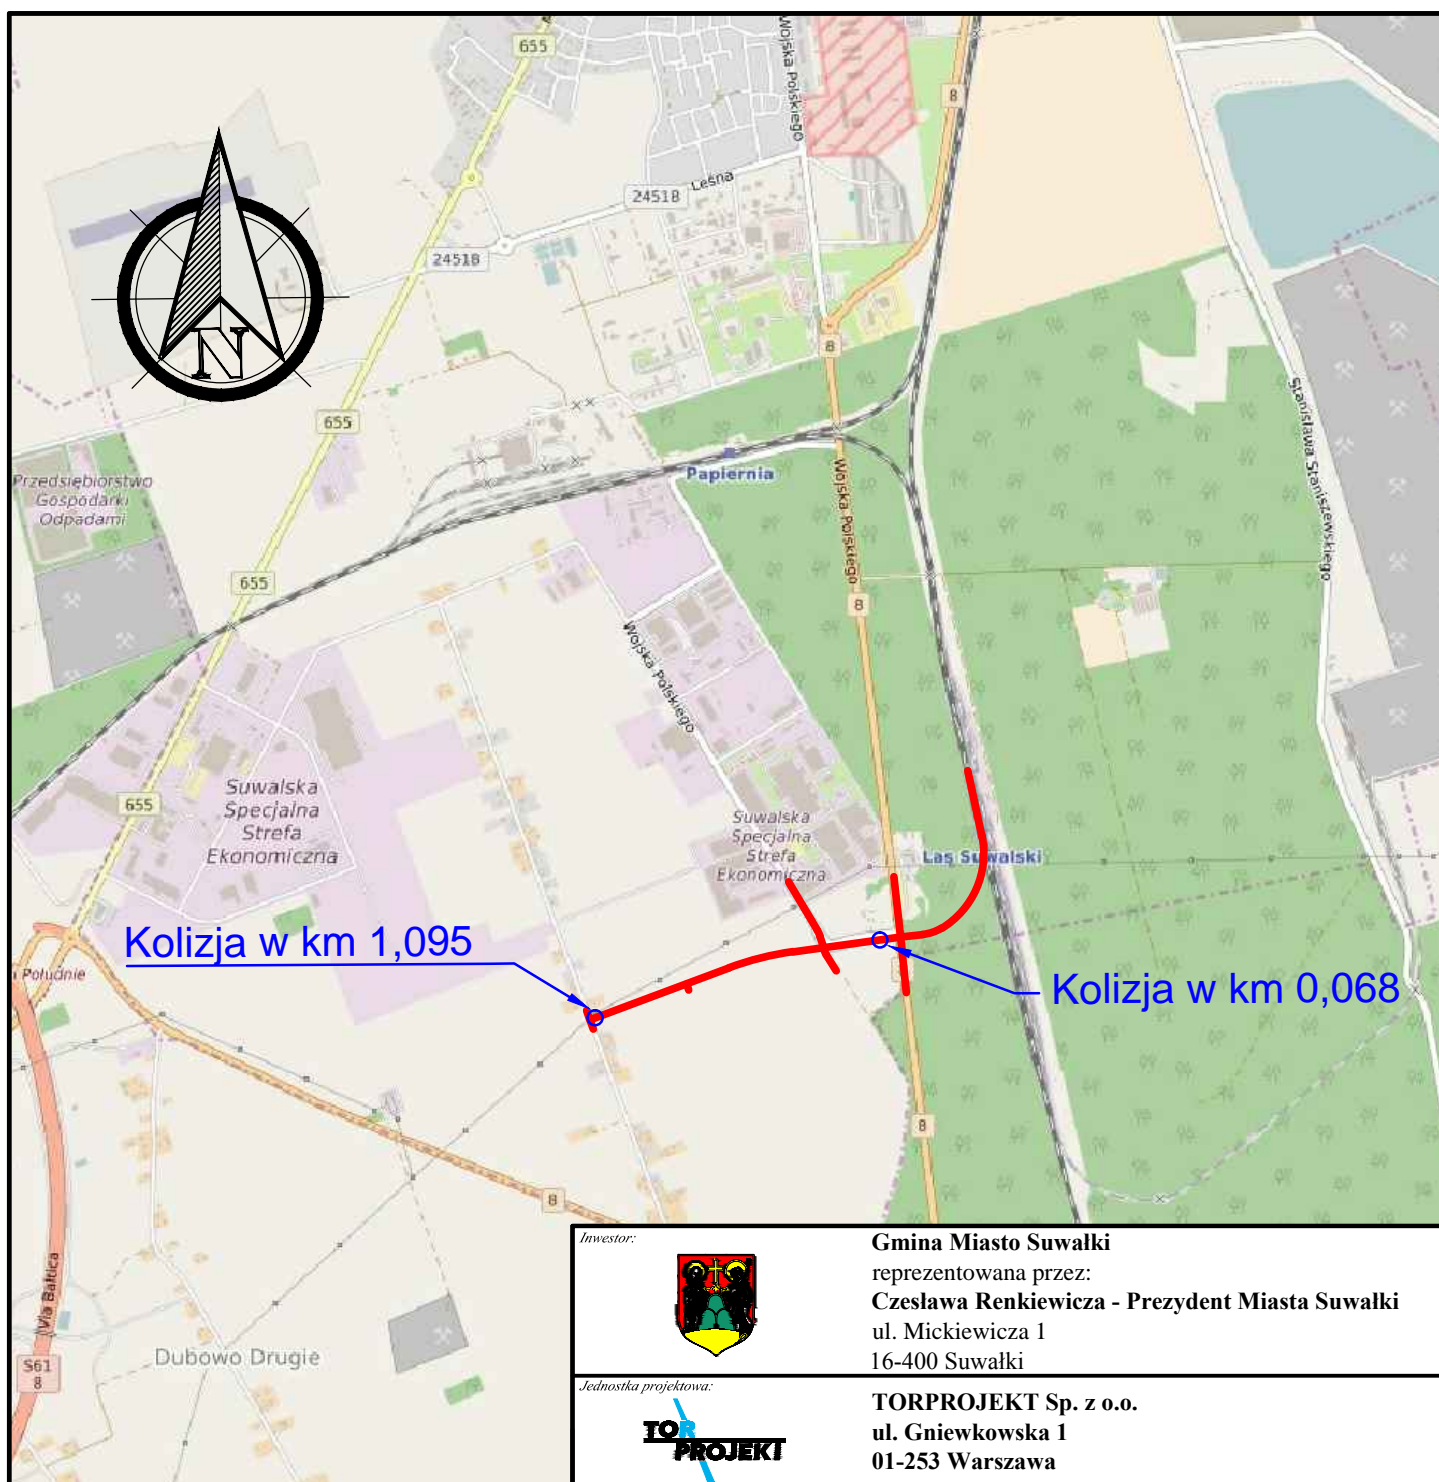 655
Wojska Polskiego
8
Leśna
24518
24518
N
8
655
Papiernia
Stanisława Staniszewskiego
Przedsiębiorstwo
Gospodarki
Odpadami
Wojska Polskiego
655
8
Wojska Polskiego
Suwalska
Specjalna
Strefa
Ekonomiczna
655
Suwalska
Specjalna
Strefa
Ekonomiczna
Las Suwalski
Kolizja w km 1,095
Południe
Kolizja w km 0,068
8
8
Via Baltica
S61
8
Dubowo Drugie
Inwestor:
Gmina Miasto Suwałki
reprezentowana przez:
Czesława Renkiewicza - Prezydent Miasta Suwałki
ul. Mickiewicza 1
16-400 Suwałki
Jednostka projektowa:
TOR
PROJEKT
TORPROJEKT Sp. z o.o.
ul. Gniewkowska 1
01-253 Warszawa